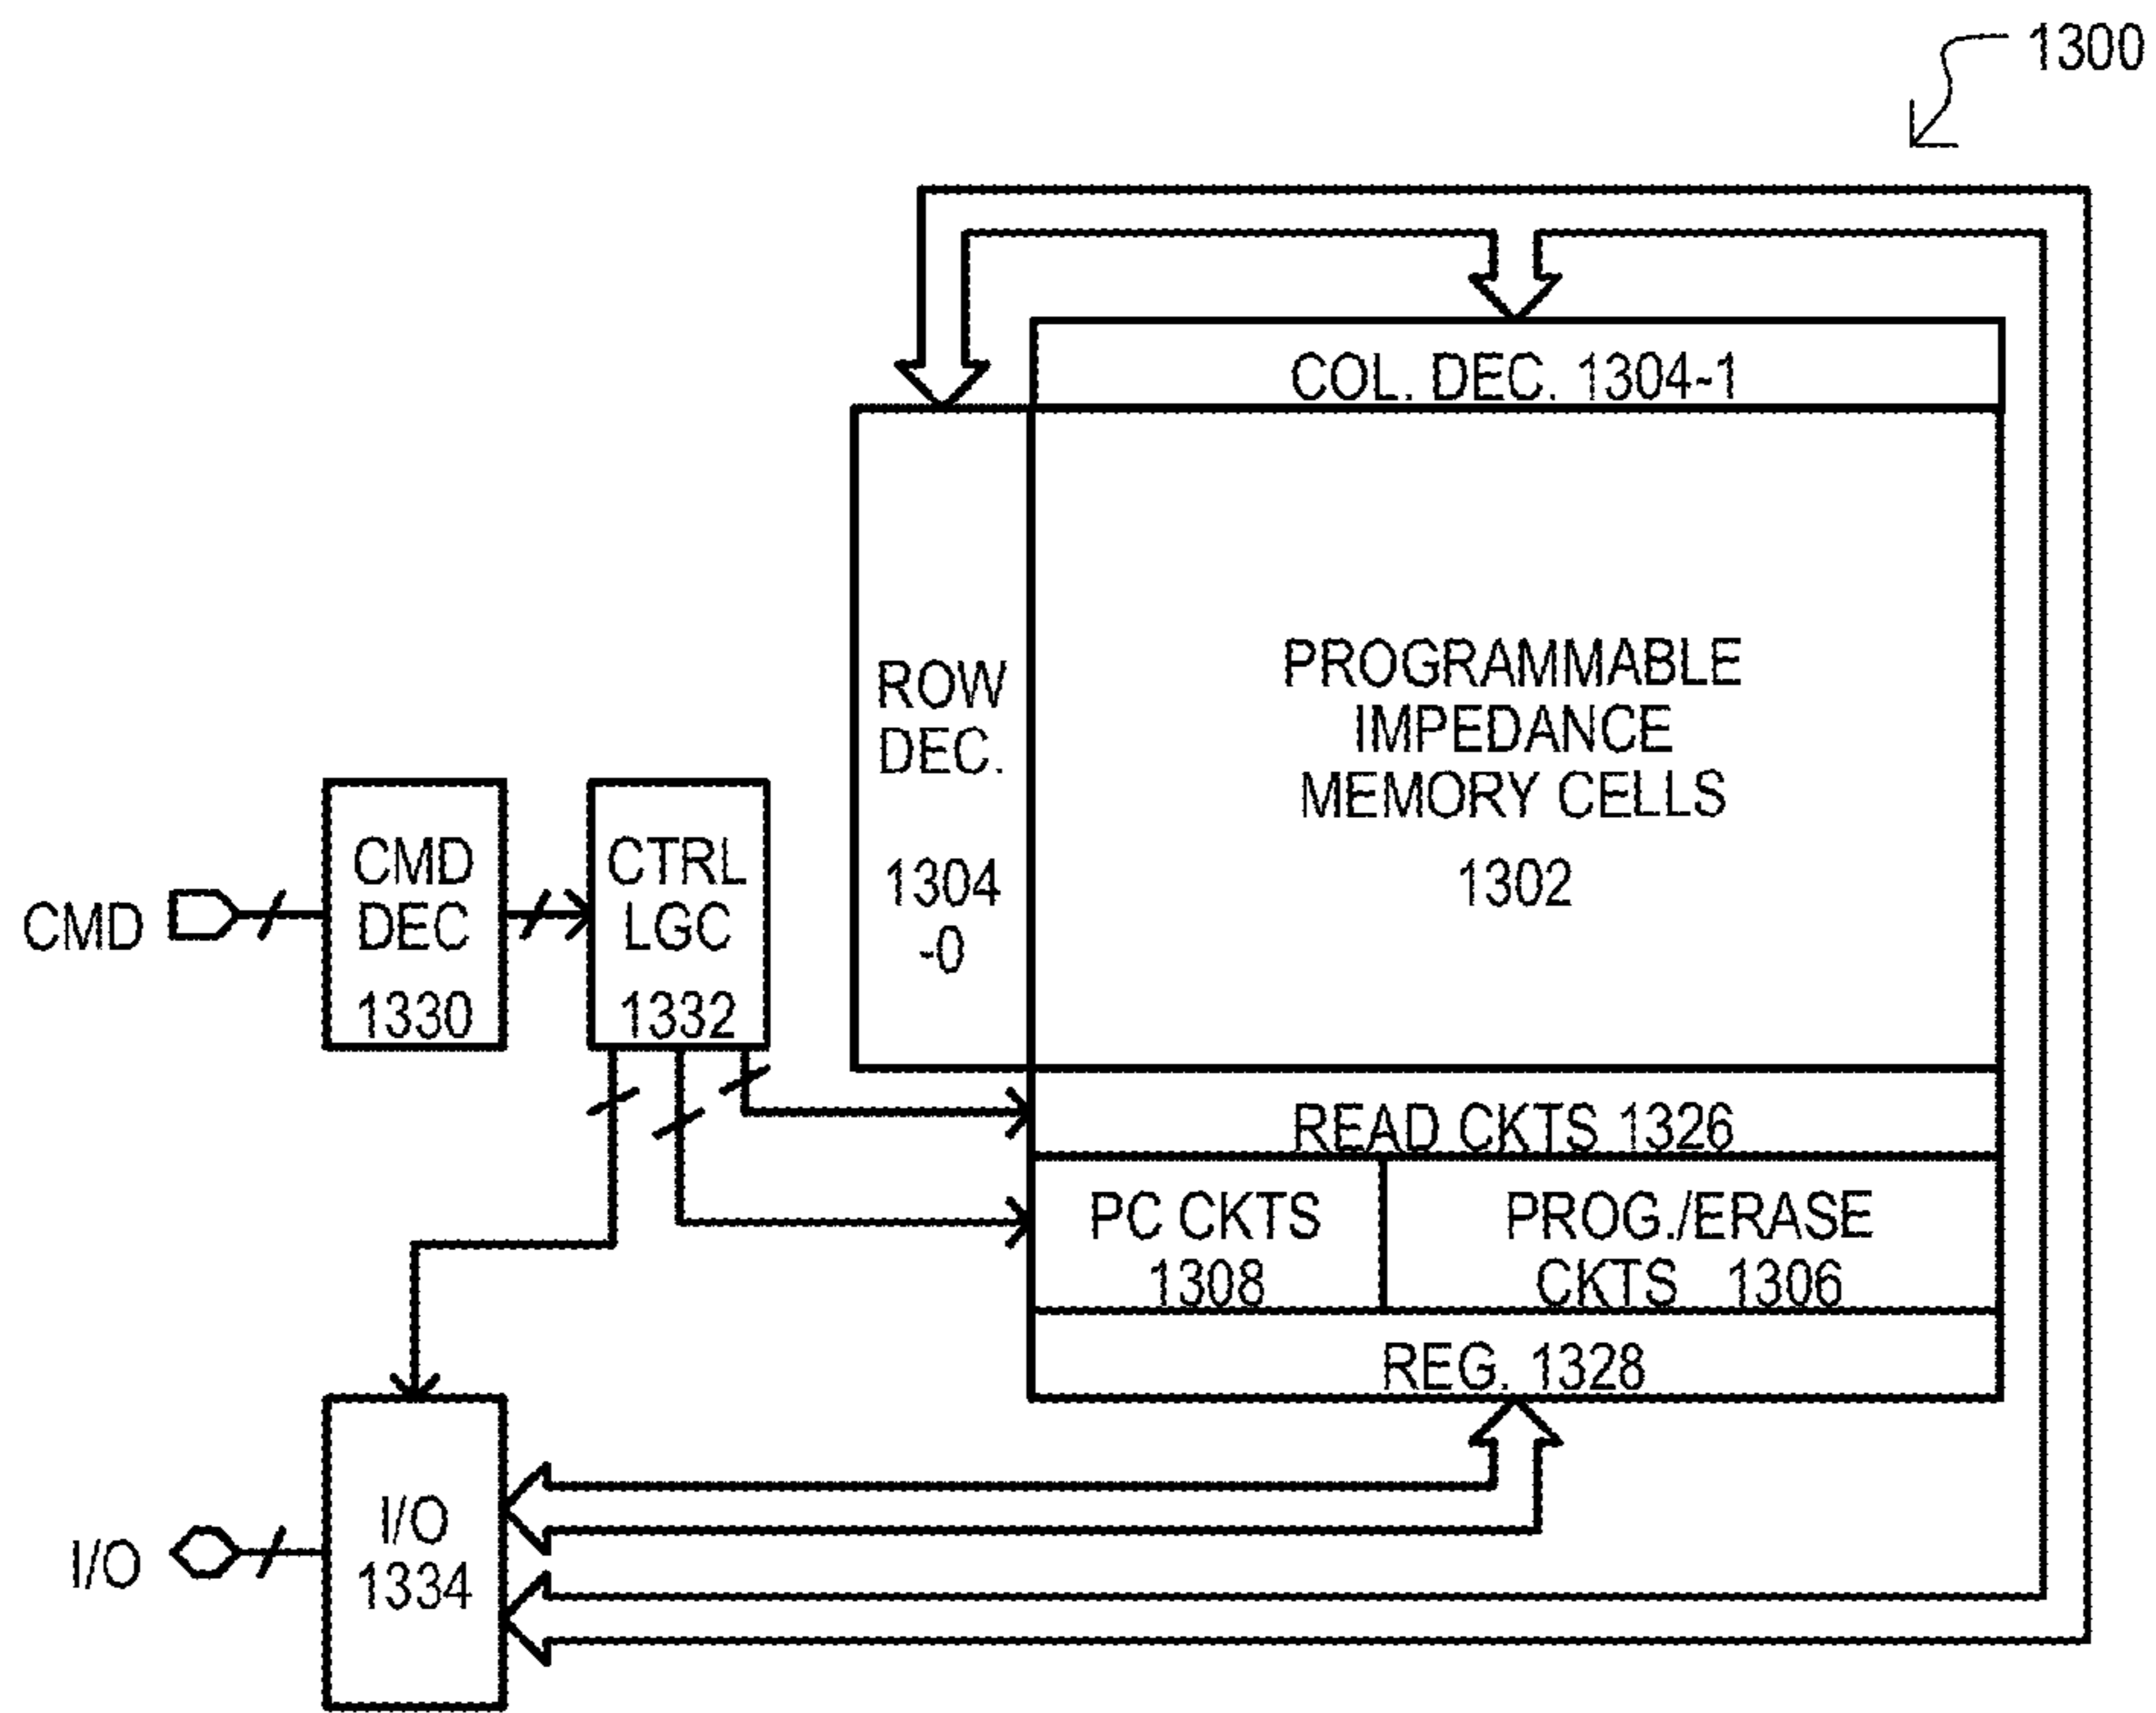 1300
COL. DEC. 1304-1
ROW
DEC.
1304
-0
PROGRAMMABLE
IMPEDANCE
MEMORY CELLS
1302
CMD
CMD
DEC
1330
CTRL
LGC
1332
READ CKTS 1326
PC CKTS
1308
PROG./ERASE
CKTS 1306
REG. 1328
I/O
I/O
1334